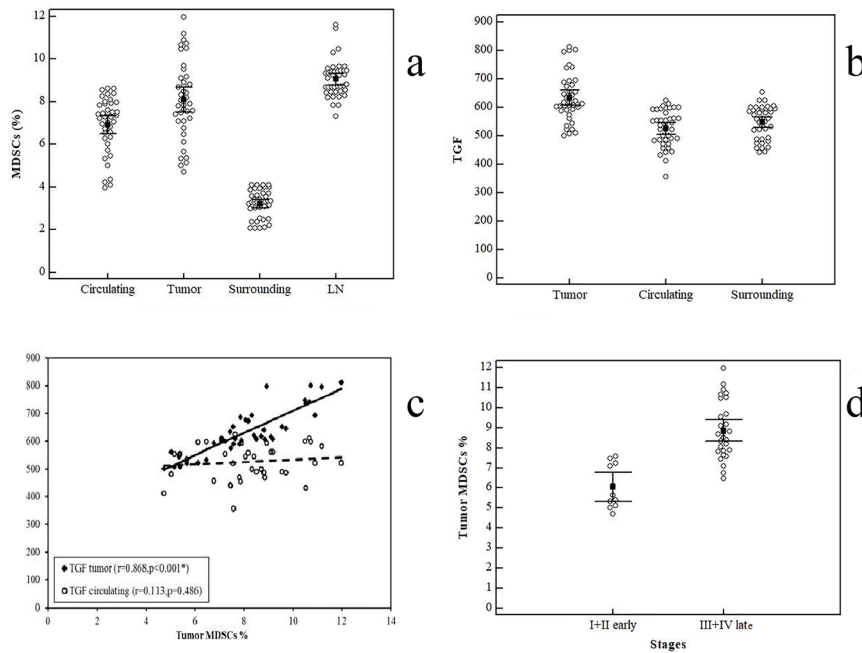 12
10
8
6
4
2
0
MDSCs (%)
Circulating
Tumor
Surrounding
LN
a
900
800
700
600
500
400
300
200
100
0
TGF
Tumor
Circulating
Surrounding
b
900
800
700
600
500
400
300
200
100
0
TGF tumor (r=0.868,p<0.001*)
TGF circulating (r=0.113,p=0.486)
0
2
4
6
8
10
12
14
Tumor MDSCs %
c
12
11
10
9
8
7
6
5
4
3
2
1
0
Tumor MDSCs %
I+II early
III+IV late
Stages
d